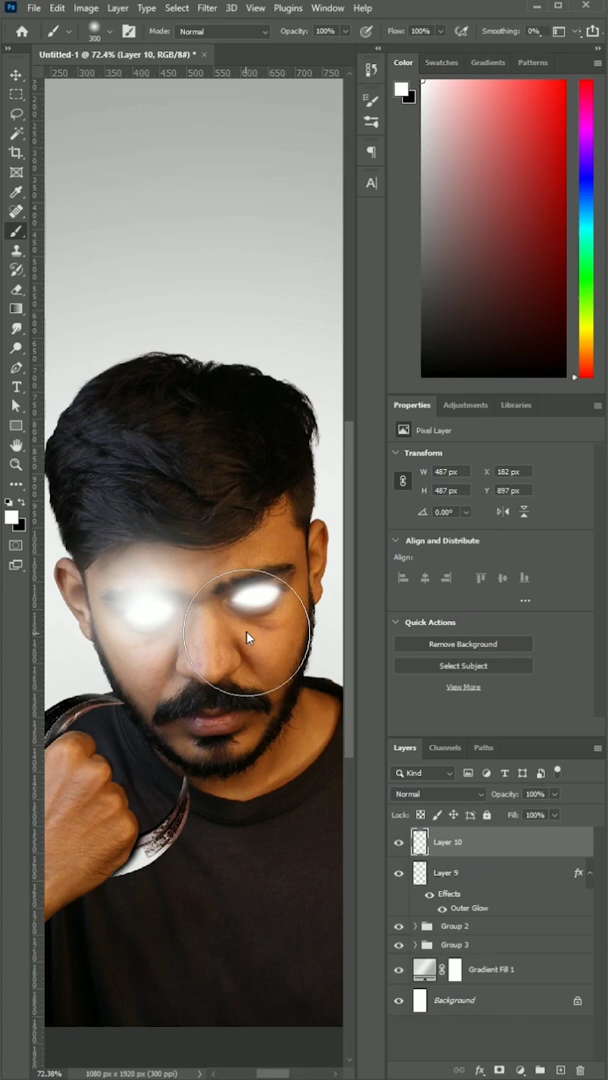 Ps File Edit Image Layer Type Select Filter 3D View Plugins Window Help
300 Mode: Normal Opacity: 100% Flow: 100% Smoothing: 0%
Untitled-1 @ 72.4% (Layer 10, RGB/8#) *
250 300 350 400 450 500 550 600 650 700 750
Color Swatches Gradients Patterns
Properties Adjustments Libraries
Pixel Layer
Transform
W 487 px X 182 px
H 487 px Y 897 px
0.00°
Align and Distribute
Align:
Quick Actions
Remove Background
Select Subject
View More
Layers Channels Paths
Kind
Normal Opacity: 100%
Lock: Fill: 100%
Layer 10
Layer 9 fx
Effects
Outer Glow
Group 2
Group 3
Gradient Fill 1
Background
72.38% 1080 px x 1920 px (300 ppi)
fx